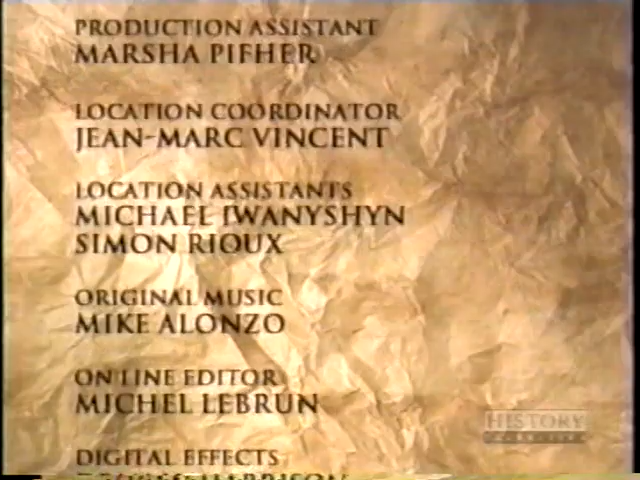 PRODUCTION ASSISTANT
MARSHA PIFHER
LOCATION COORDINATOR
JEAN-MARC VINCENT
LOCATION ASSISTANTS
MICHAEL IWANYSHYN
SIMON RIOUX
ORIGINAL MUSIC
MIKE ALONZO
ON LINE EDITOR
MICHEL LEBRUN
HISTORY
DIGITAL EFFECTS
HARRISON